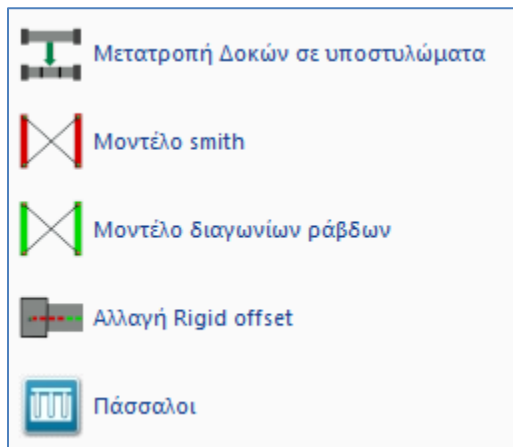 Μετατροπή Δοκών σε υποστυλώματα
Μοντέλο smith
Μοντέλο διαγωνίων ράβδων
Αλλαγή Rigid offset
Πάσσαλοι